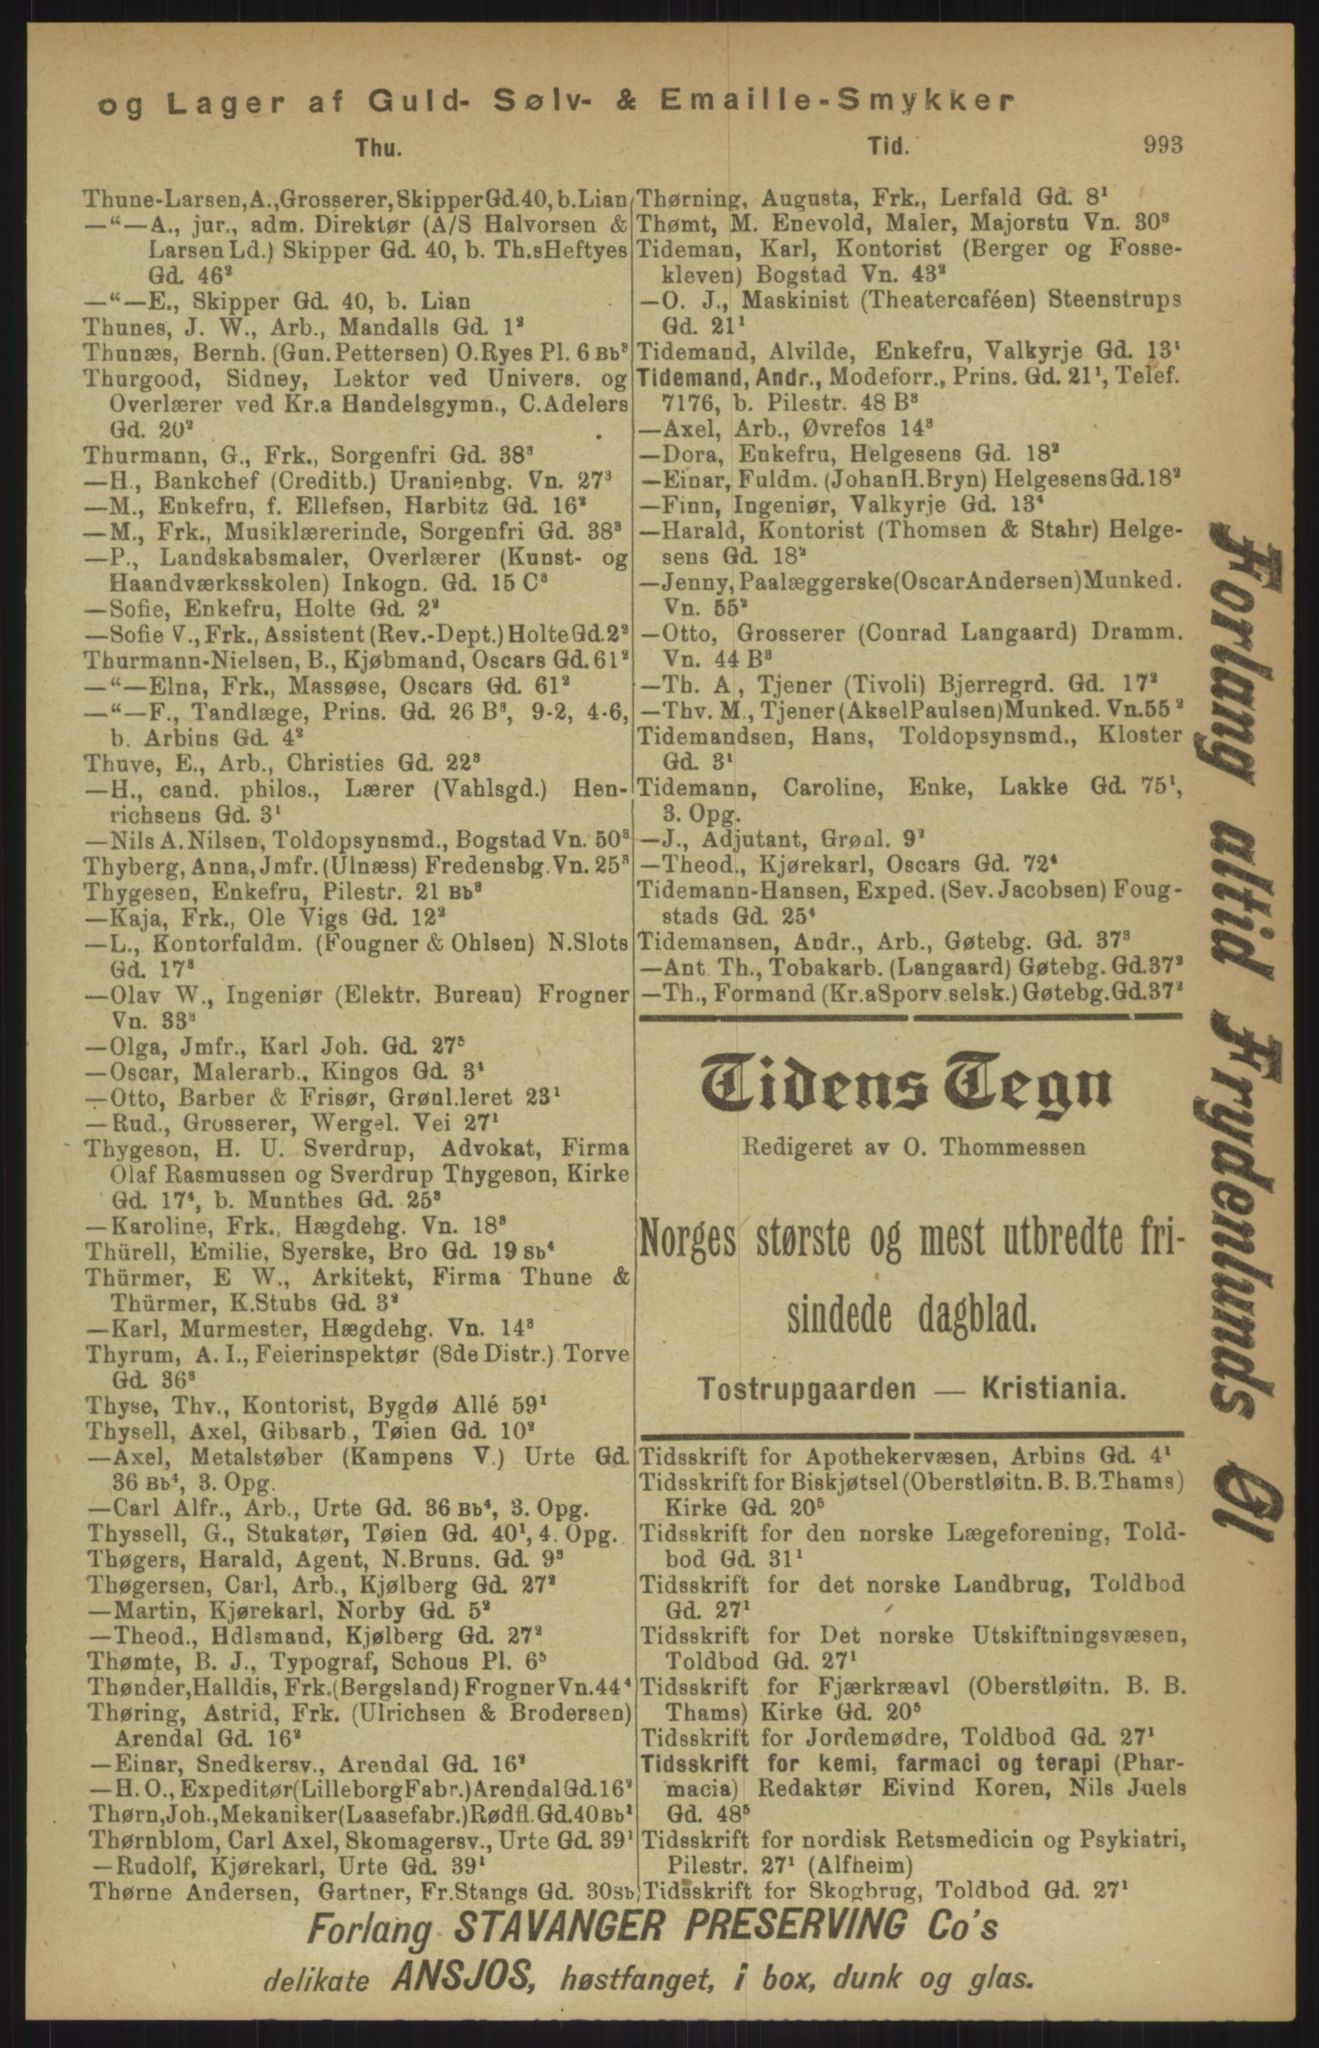 og Lager af Guld- Sølv- & Emaille-Smykker
Thu.
Tid.
993
Thune-Larsen, A., Grosserer, Skipper Gd. 40, b. Lian
—“—A., jur., adm. Direktør (A/S Halvorsen &
Larsen Ld.) Skipper Gd. 40, b. Th.s Heftyes
Gd. 46²
—“—E., Skipper Gd. 40, b. Lian
Thunes, J. W., Arb., Mandalls Gd. 1²
Thunæs, Bernh. (Gun. Pettersen) O. Ryes Pl. 6 Bb³
Thurgood, Sidney, Lektor ved Univers. og
Overlærer ved Kr.a Handelsgymn., C. Adelers
Gd. 20²
Thurmann, G., Frk., Sorgenfri Gd. 38³
—H., Bankchef (Creditb.) Uranienbg. Vn. 27³
—M., Enkefru, f. Ellefsen, Harbitz Gd. 16²
—M., Frk., Musiklærerinde, Sorgenfri Gd. 38³
—P., Landskabsmaler, Overlærer (Kunst- og
Haandværksskolen) Inkogn. Gd. 15 C³
—Sofie, Enkefru, Holte Gd. 2²
—Sofie V., Frk., Assistent (Rev.-Dept.) Holte Gd. 2²
Thurmann-Nielsen, B., Kjøbmand, Oscars Gd. 61²
—“—Elna, Frk., Massøse, Oscars Gd. 61²
—“—F., Tandlæge, Prins. Gd. 26 B³, 9-2, 4-6,
b. Arbins Gd. 4²
Thuve, E., Arb., Christies Gd. 22³
—H., cand. philos., Lærer (Vahlsgd.) Hen-
richsens Gd. 3¹
—Nils A. Nilsen, Toldopsynsmd., Bogstad Vn. 50³
Thyberg, Anna, Jmfr. (Ulnæss) Fredensbg. Vn. 25³
Thygesen, Enkefru, Pilestr. 21 Bb³
—Kaja, Frk., Ole Vigs Gd. 12²
—L., Kontorfuldm. (Fougner & Ohlsen) N. Slots
Gd. 17³
—Olav W., Ingeniør (Elektr. Bureau) Frogner
Vn. 33³
—Olga, Jmfr., Karl Joh. Gd. 27⁵
—Oscar, Malerarb., Kingos Gd. 3⁴
—Otto, Barber & Frisør, Grønl.leret 23¹
—Rud., Grosserer, Wergel. Vei 27¹
Thygeson, H. U. Sverdrup, Advokat, Firma
Olaf Rasmussen og Sverdrup Thygeson, Kirke
Gd. 17⁴, b. Munthes Gd. 25³
—Karoline, Frk., Hægdehg. Vn. 18³
Thürell, Emilie, Syerske, Bro Gd. 19 Sb⁴
Thürmer, E W., Arkitekt, Firma Thune &
Thürmer, K. Stubs Gd. 3²
—Karl, Murmester, Hægdehg. Vn. 14³
Thyrum, A. I., Feierinspektør (8de Distr.) Torve
Gd. 36³
Thyse, Thv., Kontorist, Bygdø Allé 59¹
Thysell, Axel, Gibsarb., Tøien Gd. 10²
—Axel, Metalstøber (Kampens V.) Urte Gd.
36 Bb⁴, 3. Opg.
—Carl Alfr., Arb., Urte Gd. 36 Bb⁴, 3. Opg.
Thyssell, G., Stukatør, Tøien Gd. 40¹, 4. Opg.
Thøgers, Harald, Agent, N. Bruns. Gd. 9³
Thøgersen, Carl, Arb., Kjølberg Gd. 27²
—Martin, Kjørekarl, Norby Gd. 5²
—Theod., Hdlsmand, Kjølberg Gd. 27²
Thømte, B. J., Typograf, Schous Pl. 6⁵
Thønder, Halldis, Frk. (Bergsland) Frogner Vn. 44⁴
Thøring, Astrid, Frk. (Ulrichsen & Brodersen)
Arendal Gd. 16²
—Einar, Snedkersv., Arendal Gd. 16²
—H. O., Expeditør (Lilleborg Fabr.) Arendal Gd. 16²
Thørn, Joh., Mekaniker (Laasefabr.) Rødfl. Gd. 40 Bb¹
Thørnblom, Carl Axel, Skomagersv., Urte Gd. 39¹
—Rudolf, Kjørekarl, Urte Gd. 39¹
Thørne Andersen, Gartner, Fr. Stangs Gd. 30 Sb¹
Thørning, Augusta, Frk., Lerfald Gd. 8¹
Thømt, M. Enevold, Maler, Majorstu Vn. 30³
Tideman, Karl, Kontorist (Berger og Fosse-
kleven) Bogstad Vn. 43²
—O. J., Maskinist (Theatercaféen) Steenstrups
Gd. 21¹
Tidemand, Alvilde, Enkefru, Valkyrje Gd. 13⁴
Tidemand, Andr., Modeforr., Prins. Gd. 21¹, Telef.
7176, b. Pilestr. 48 B³
—Axel, Arb., Øvrefos 14³
—Dora, Enkefru, Helgesens Gd. 18²
—Einar, Fuldm. (Johan H. Bryn) Helgesens Gd. 18²
—Finn, Ingeniør, Valkyrje Gd. 13⁴
—Harald, Kontorist (Thomsen & Stahr) Helge-
sens Gd. 18²
—Jenny, Paalæggerske (Oscar Andersen) Munked.
Vn. 55²
—Otto, Grosserer (Conrad Langaard) Dramm.
Vn. 44 B³
—Th. A, Tjener (Tivoli) Bjerregrd. Gd. 17²
—Thv. M., Tjener (Aksel Paulsen) Munked. Vn. 55²
Tidemandsen, Hans, Toldopsynsmd., Kloster
Gd. 3¹
Tidemann, Caroline, Enke, Lakke Gd. 75¹,
3. Opg.
—J., Adjutant, Grønl. 9²
—Theod., Kjørekarl, Oscars Gd. 72⁴
Tidemann-Hansen, Exped. (Sev. Jacobsen) Foug-
stads Gd. 25⁴
Tidemansen, Andr., Arb., Gøtebg. Gd. 37³
—Ant Th., Tobakarb. (Langaard) Gøtebg. Gd. 37²
—Th., Formand (Kr.a Sporv.selsk.) Gøtebg. Gd. 37²
Tidens Tegn
Redigeret av O. Thommessen
Norges største og mest utbredte fri-
sindede dagblad.
Tostrupgaarden — Kristiania.
Tidsskrift for Apothekervæsen, Arbins Gd. 4¹
Tidsskrift for Biskjøtsel (Oberstløitn. B. B. Thams)
Kirke Gd. 20⁵
Tidsskrift for den norske Lægeforening, Told-
bod Gd. 31¹
Tidsskrift for det norske Landbrug, Toldbod
Gd. 27¹
Tidsskrift for Det norske Utskiftningsvæsen,
Toldbod Gd. 27¹
Tidsskrift for Fjærkræavl (Oberstløitn. B. B.
Thams) Kirke Gd. 20⁵
Tidsskrift for Jordemødre, Toldbod Gd. 27¹
Tidsskrift for kemi, farmaci og terapi (Phar-
macia) Redaktør Eivind Koren, Nils Juels
Gd. 48⁵
Tidsskrift for nordisk Retsmedicin og Psykiatri,
Pilestr. 27¹ (Alfheim)
Tidsskrift for Skogbrug, Toldbod Gd. 27¹
Forlang altid Frydenlunds Øl
Forlang STAVANGER PRESERVING Co's
delikate ANSJOS, høstfanget, i box, dunk og glas.